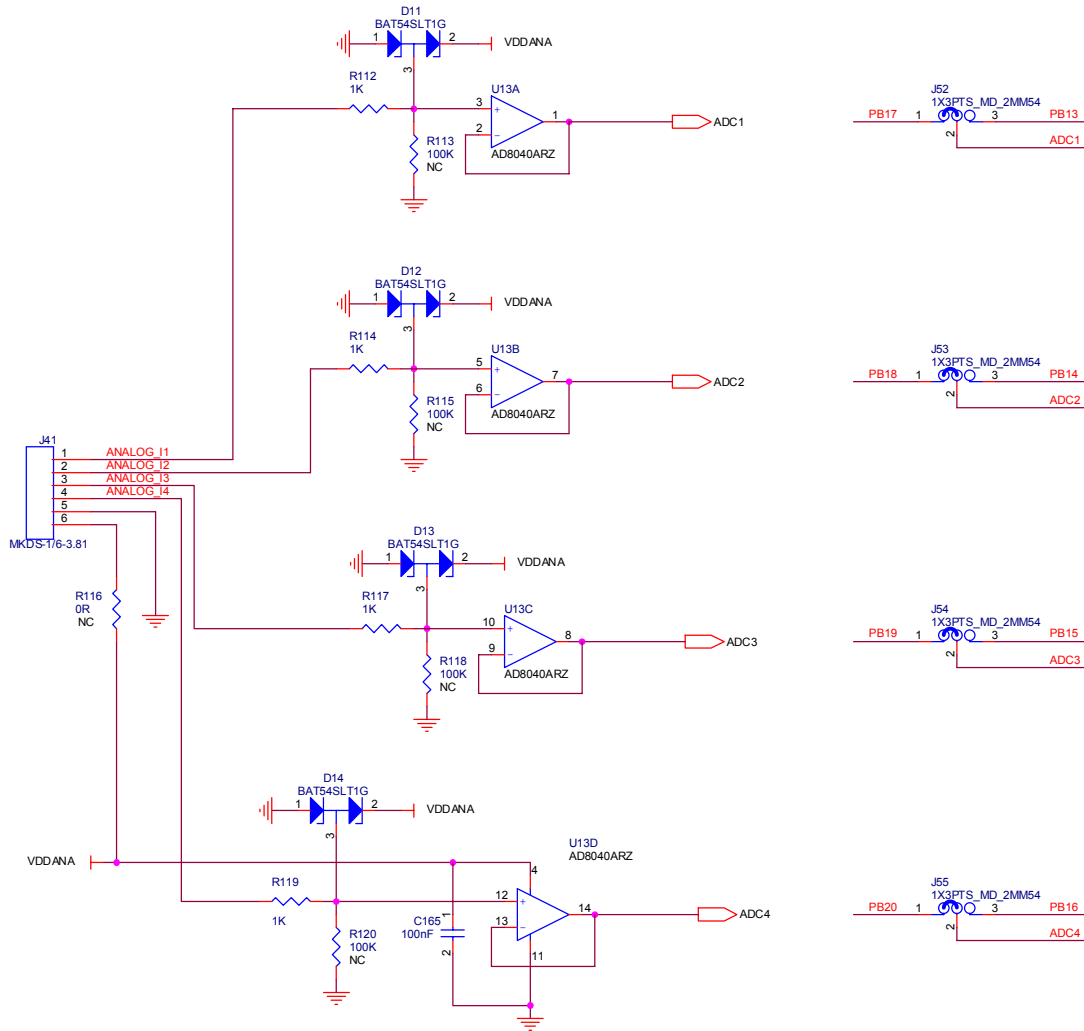 D11
BAT54SLT1G
1 2 VDDANA
3
R112
1K
U13A
3 + 1 ADC1
2 -
R113
100K
NC
AD8040ARZ
J52
1X3PTS_MD_2MM54
PB17 1 3 PB13
2 ADC1
D12
BAT54SLT1G
1 2 VDDANA
3
R114
1K
U13B
5 + 7 ADC2
6 -
R115
100K
NC
AD8040ARZ
J53
1X3PTS_MD_2MM54
PB18 1 3 PB14
2 ADC2
J41
1 ANALOG_I1
2 ANALOG_I2
3 ANALOG_I3
4 ANALOG_I4
5
6
MKDS-1/6-3.81
R116
0R
NC
D13
BAT54SLT1G
1 2 VDDANA
3
R117
1K
U13C
10 + 8 ADC3
9 -
R118
100K
NC
AD8040ARZ
J54
1X3PTS_MD_2MM54
PB19 1 3 PB15
2 ADC3
D14
BAT54SLT1G
1 2 VDDANA
3
VDDANA
R119
1K
R120
100K
NC
C165
100nF
1
2
U13D
AD8040ARZ
4
12 + 14 ADC4
13 -
11
J55
1X3PTS_MD_2MM54
PB20 1 3 PB16
2 ADC4